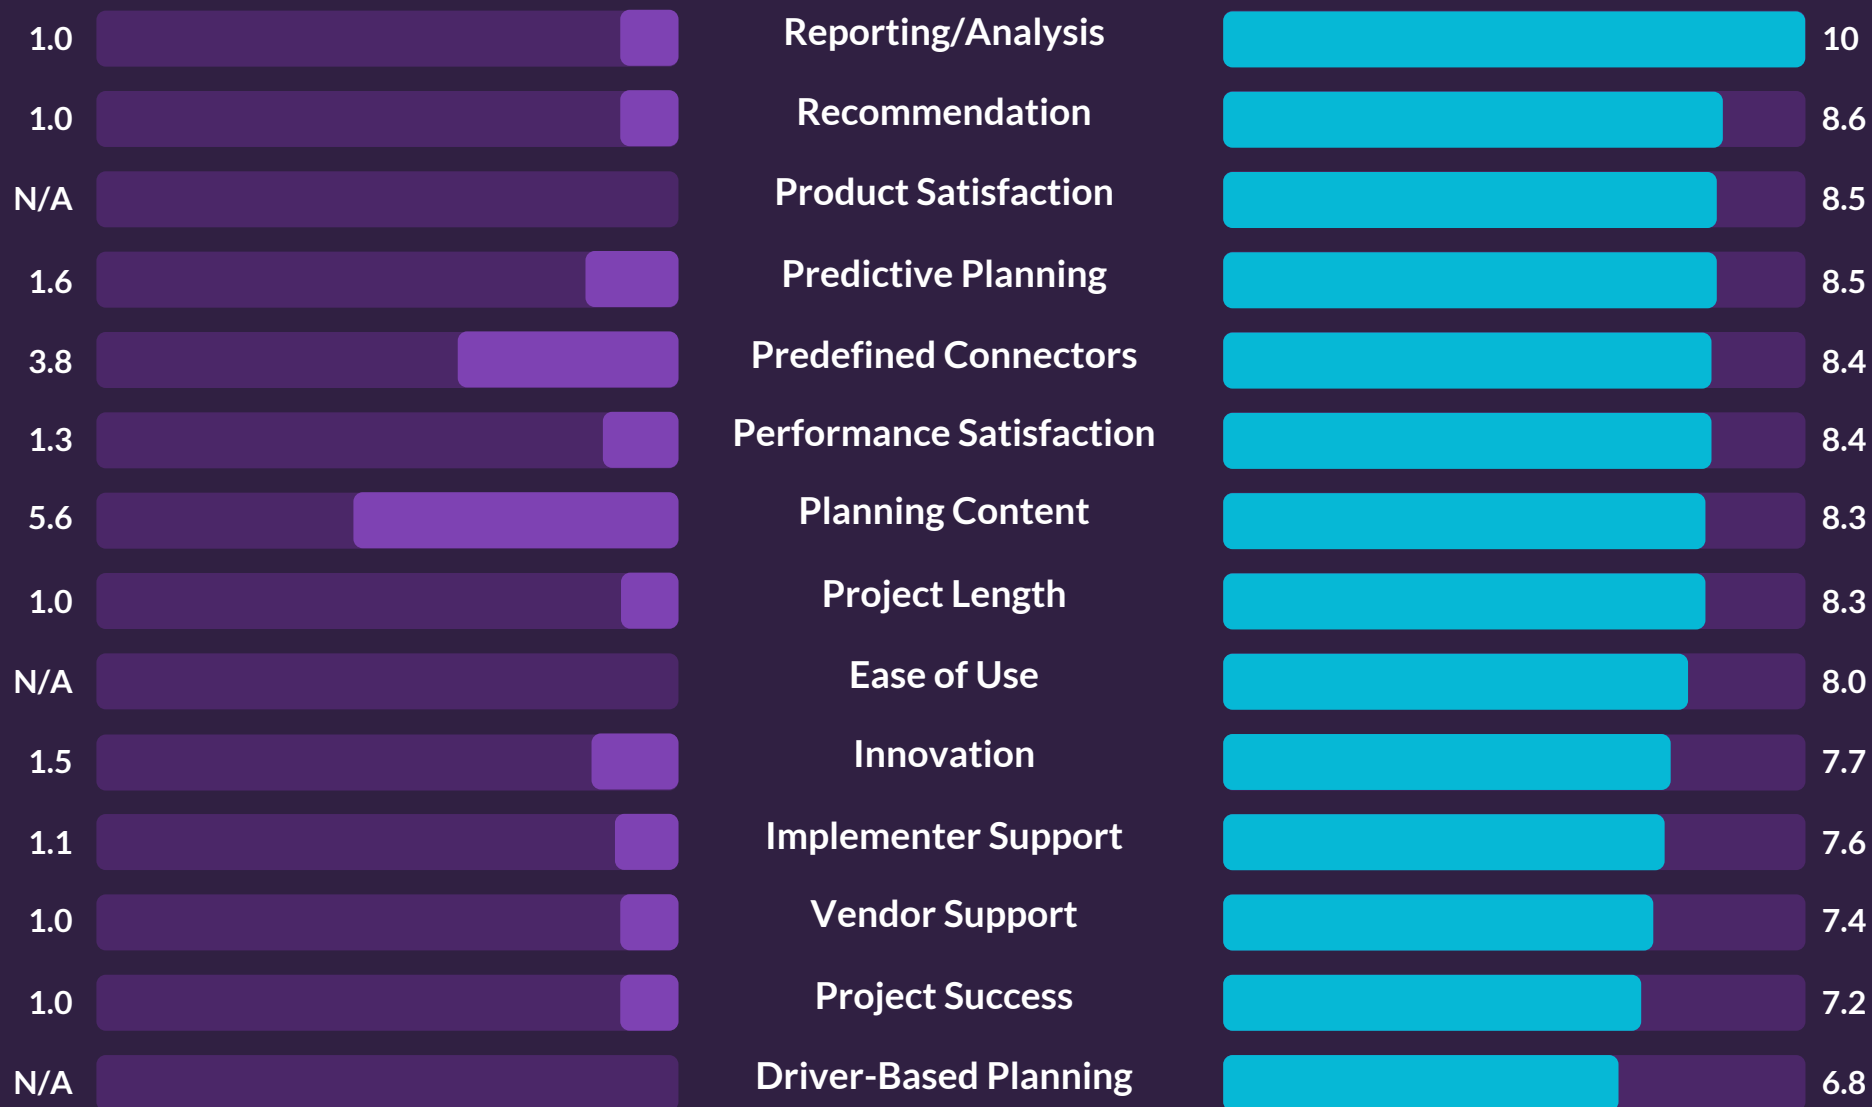 1.0 Reporting/Analysis 10
1.0 Recommendation 8.6
N/A Product Satisfaction 8.5
1.6 Predictive Planning 8.5
3.8 Predefined Connectors 8.4
1.3 Performance Satisfaction 8.4
5.6 Planning Content 8.3
1.0 Project Length 8.3
N/A Ease of Use 8.0
1.5 Innovation 7.7
1.1 Implementer Support 7.6
1.0 Vendor Support 7.4
1.0 Project Success 7.2
N/A Driver-Based Planning 6.8